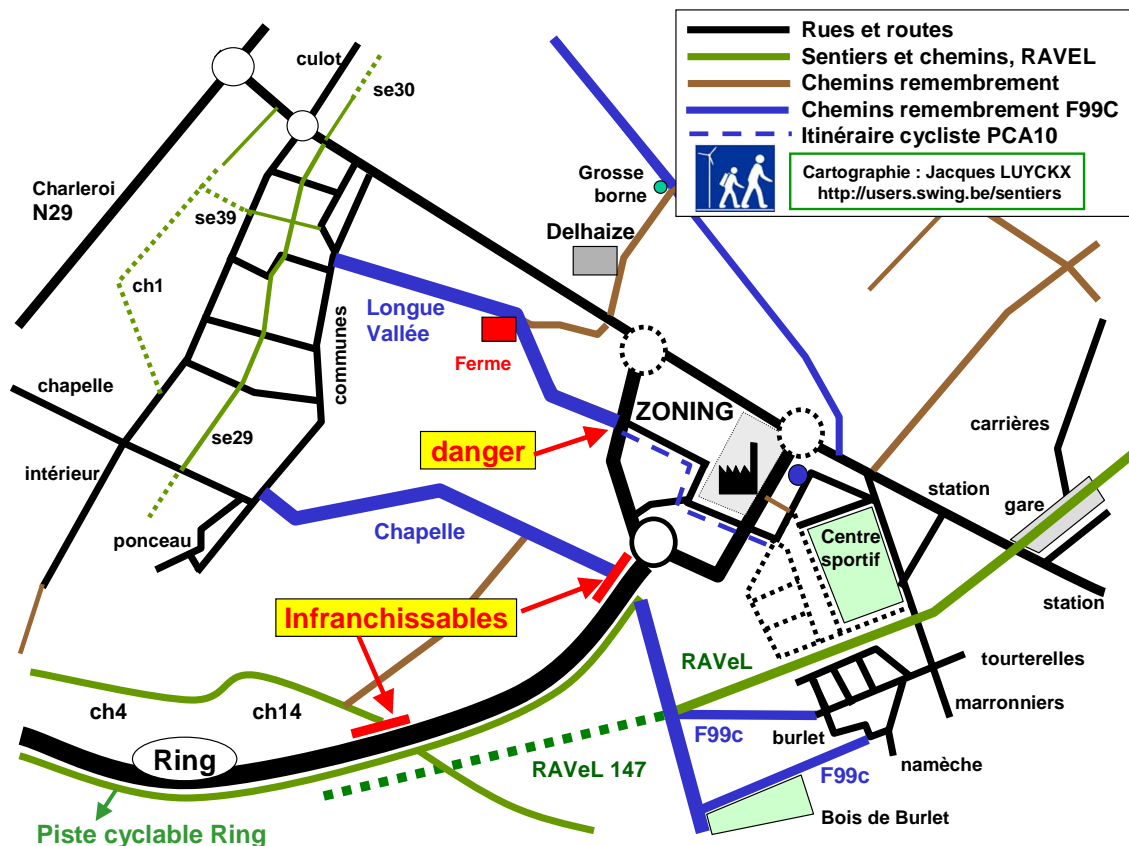 Rues et routes
Sentiers et chemins, RAVEL
Chemins remembrement
Chemins remembrement F99C
Itinéraire cycliste PCA10
Cartographie : Jacques LUYCKX
http://users.swing.be/sentiers
culot
se30
Charleroi
N29
se39
ch1
Grosse
borne
Delhaize
Longue
Vallée
Ferme
communes
chapelle
se29
intérieur
ponceau
ZONING
danger
carrières
station
gare
Chapelle
Centre
sportif
Infranchissables
station
RAVeL
tourterelles
marronniers
ch4
ch14
Ring
F99c
burlet
namèche
RAVeL 147
F99c
Bois de Burlet
Piste cyclable Ring